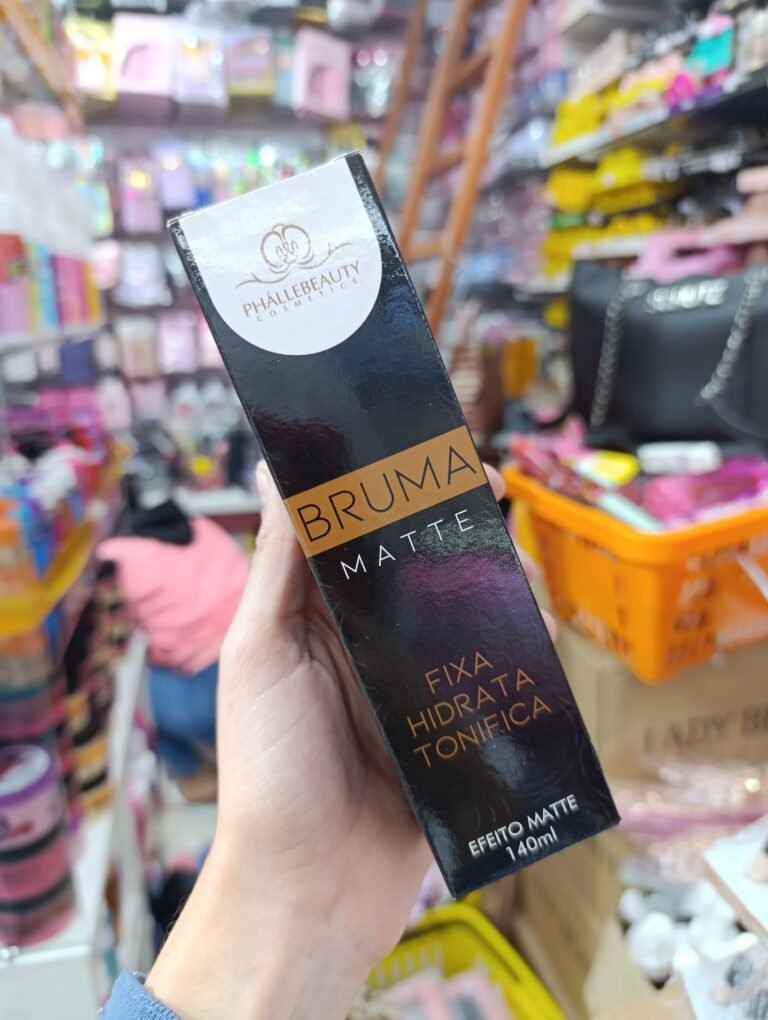 PHÁLLEBEAUTY
COSMETICS
BRUMA
MATTE
FIXA
HIDRATA
TONIFICA
EFEITO MATTE
140ml